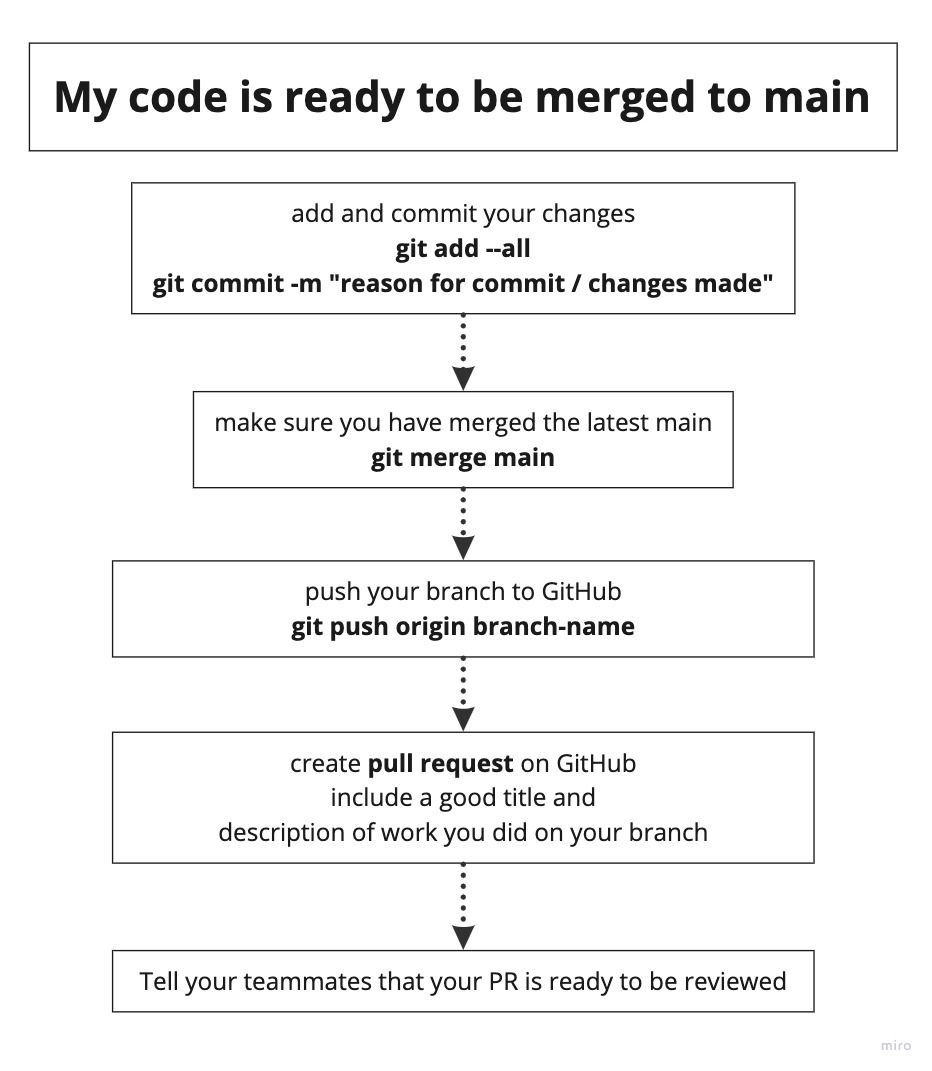 My code is ready to be merged to main
add and commit your changes
git add --all
git commit -m "reason for commit / changes made"
make sure you have merged the latest main
git merge main
push your branch to GitHub
git push origin branch-name
create pull request on GitHub
include a good title and
description of work you did on your branch
Tell your teammates that your PR is ready to be reviewed
miro